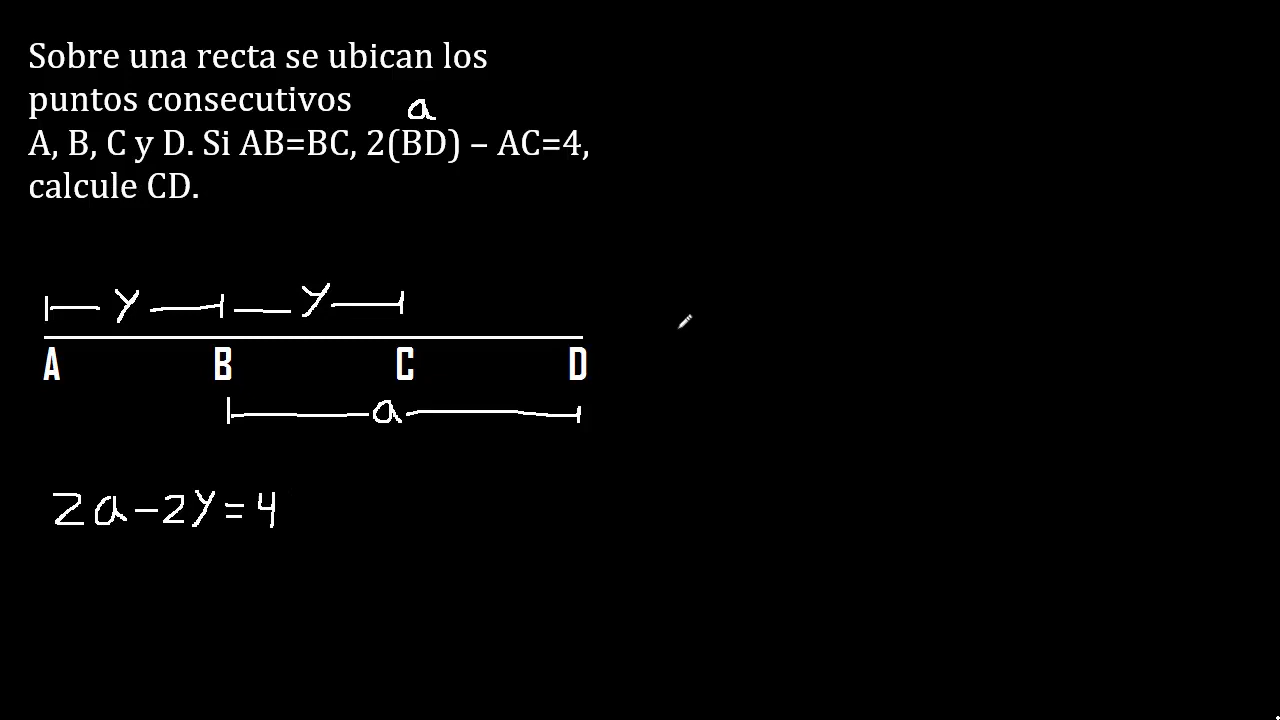 Sobre una recta se ubican los
puntos consecutivos
a
A, B, C y D. Si AB=BC, 2(BD) – AC=4,
calcule CD.
y y
A B C D
a
2a-2y=4